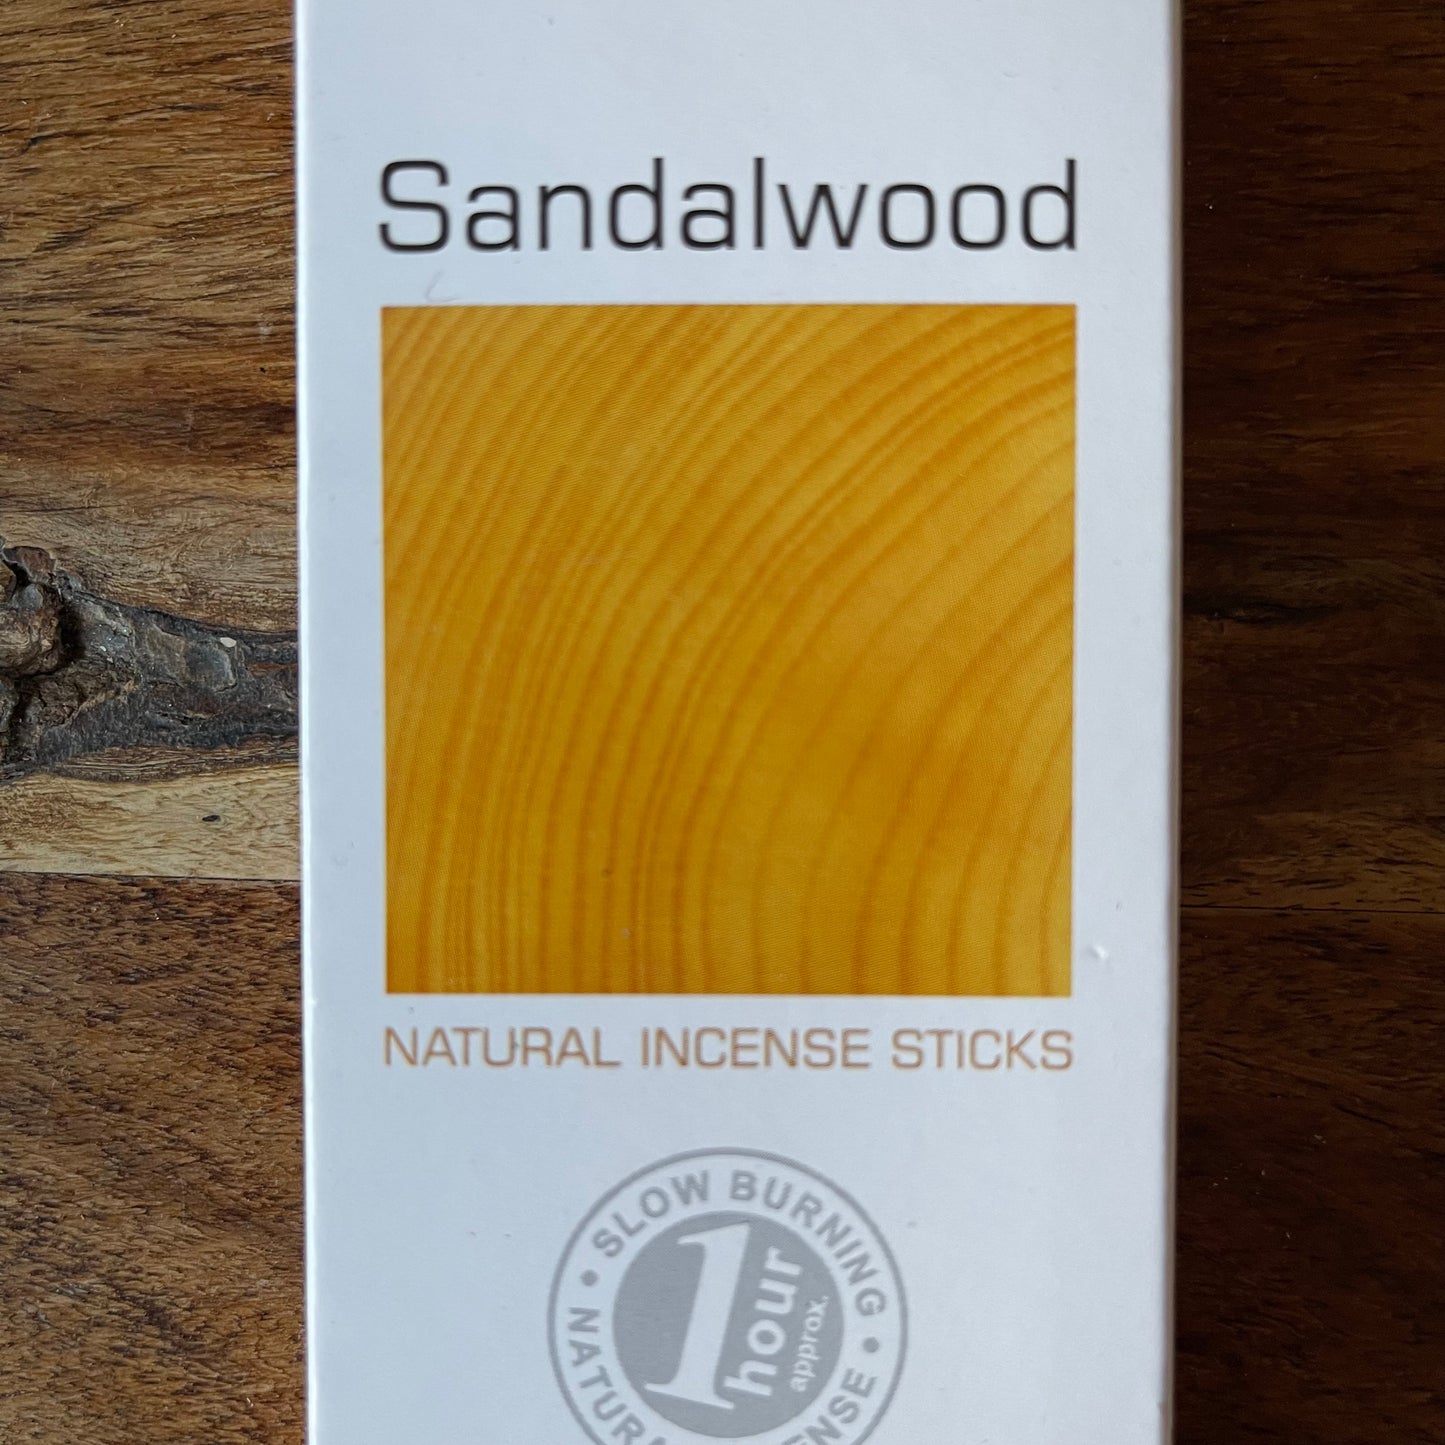 Sandalwood
NATURAL INCENSE STICKS
• SLOW BURNING •
1
hour
approx.